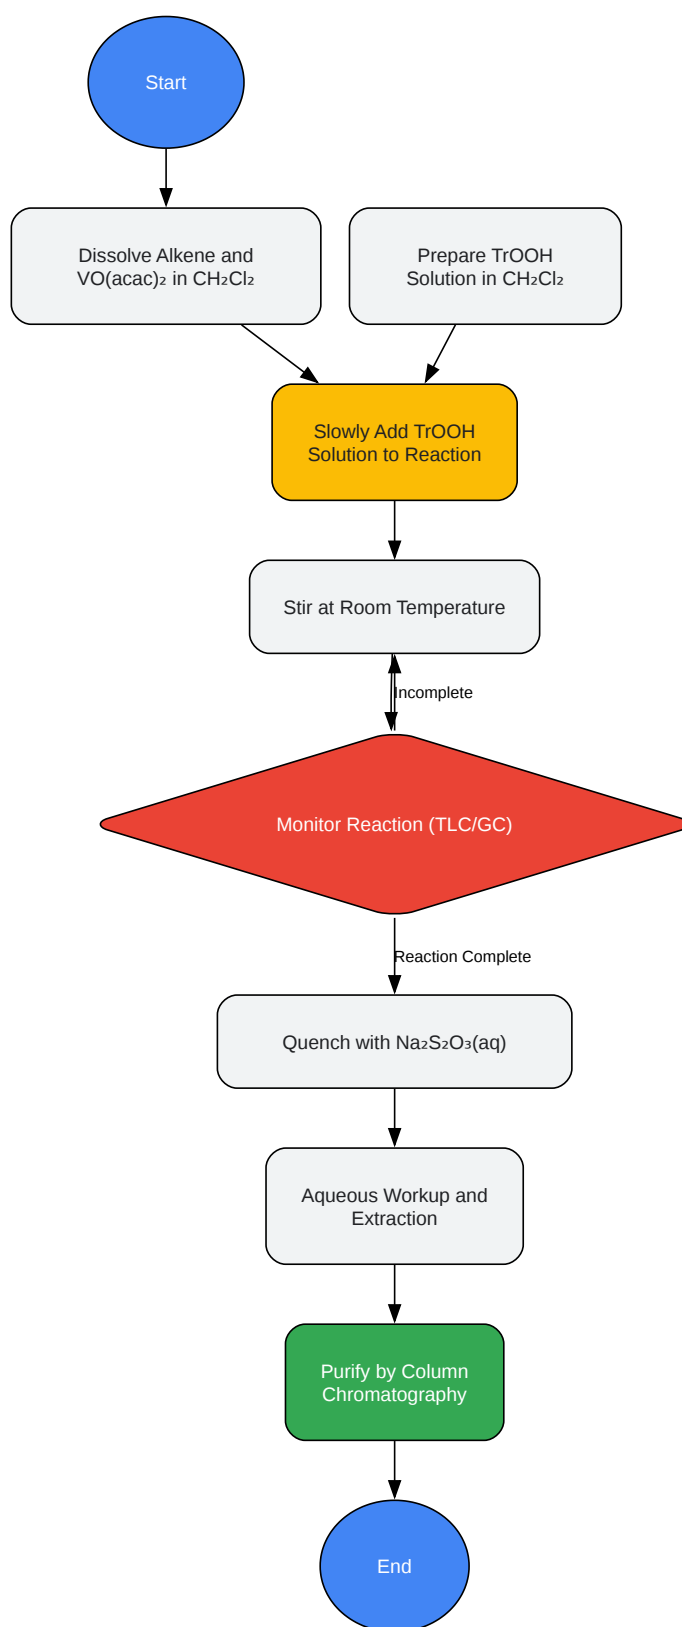 Start
Dissolve Alkene and
VO(acac)₂ in CH₂Cl₂
Prepare TrOOH
Solution in CH₂Cl₂
Slowly Add TrOOH
Solution to Reaction
Stir at Room Temperature
Incomplete
Monitor Reaction (TLC/GC)
Reaction Complete
Quench with Na₂S₂O₃(aq)
Aqueous Workup and
Extraction
Purify by Column
Chromatography
End